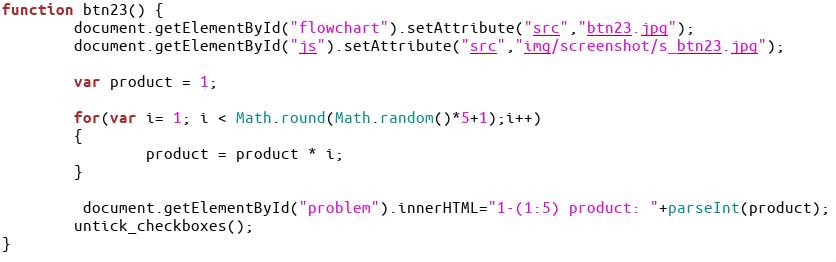 function btn23() {
        document.getElementById("flowchart").setAttribute("src","btn23.jpg");
        document.getElementById("js").setAttribute("src","img/screenshot/s_btn23.jpg");

        var product = 1;

        for(var i= 1; i < Math.round(Math.random()*5+1);i++)
        {
                product = product * i;
        }

         document.getElementById("problem").innerHTML="1-(1:5) product: "+parseInt(product);
        untick_checkboxes();
}